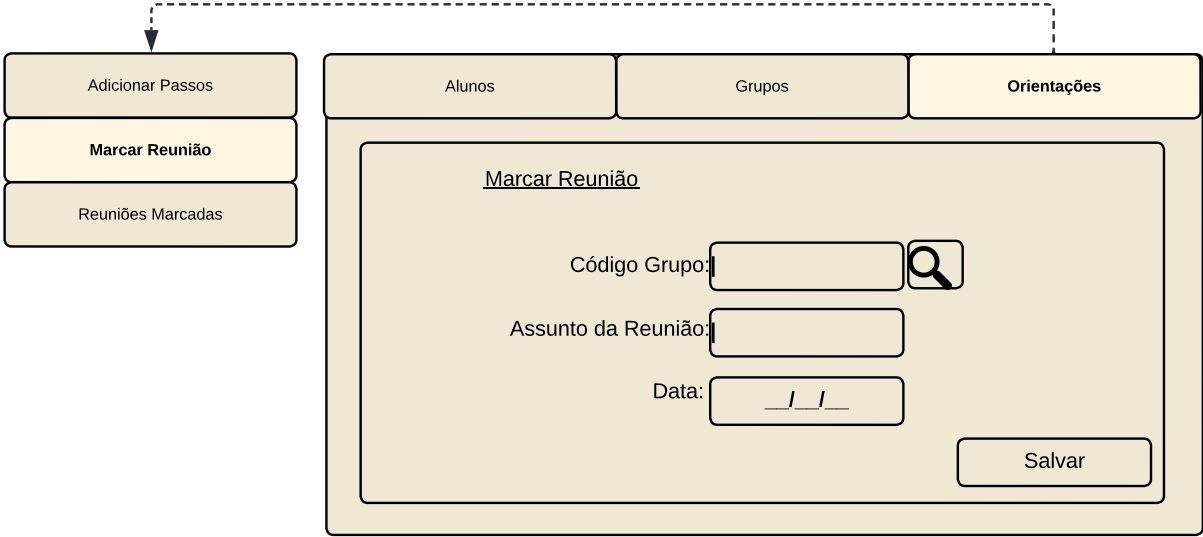 Adicionar Passos
Marcar Reunião
Reuniões Marcadas
Alunos
Grupos
Orientações
Marcar Reunião
Código Grupo:
Assunto da Reunião:
Data:
__/__/__
Salvar